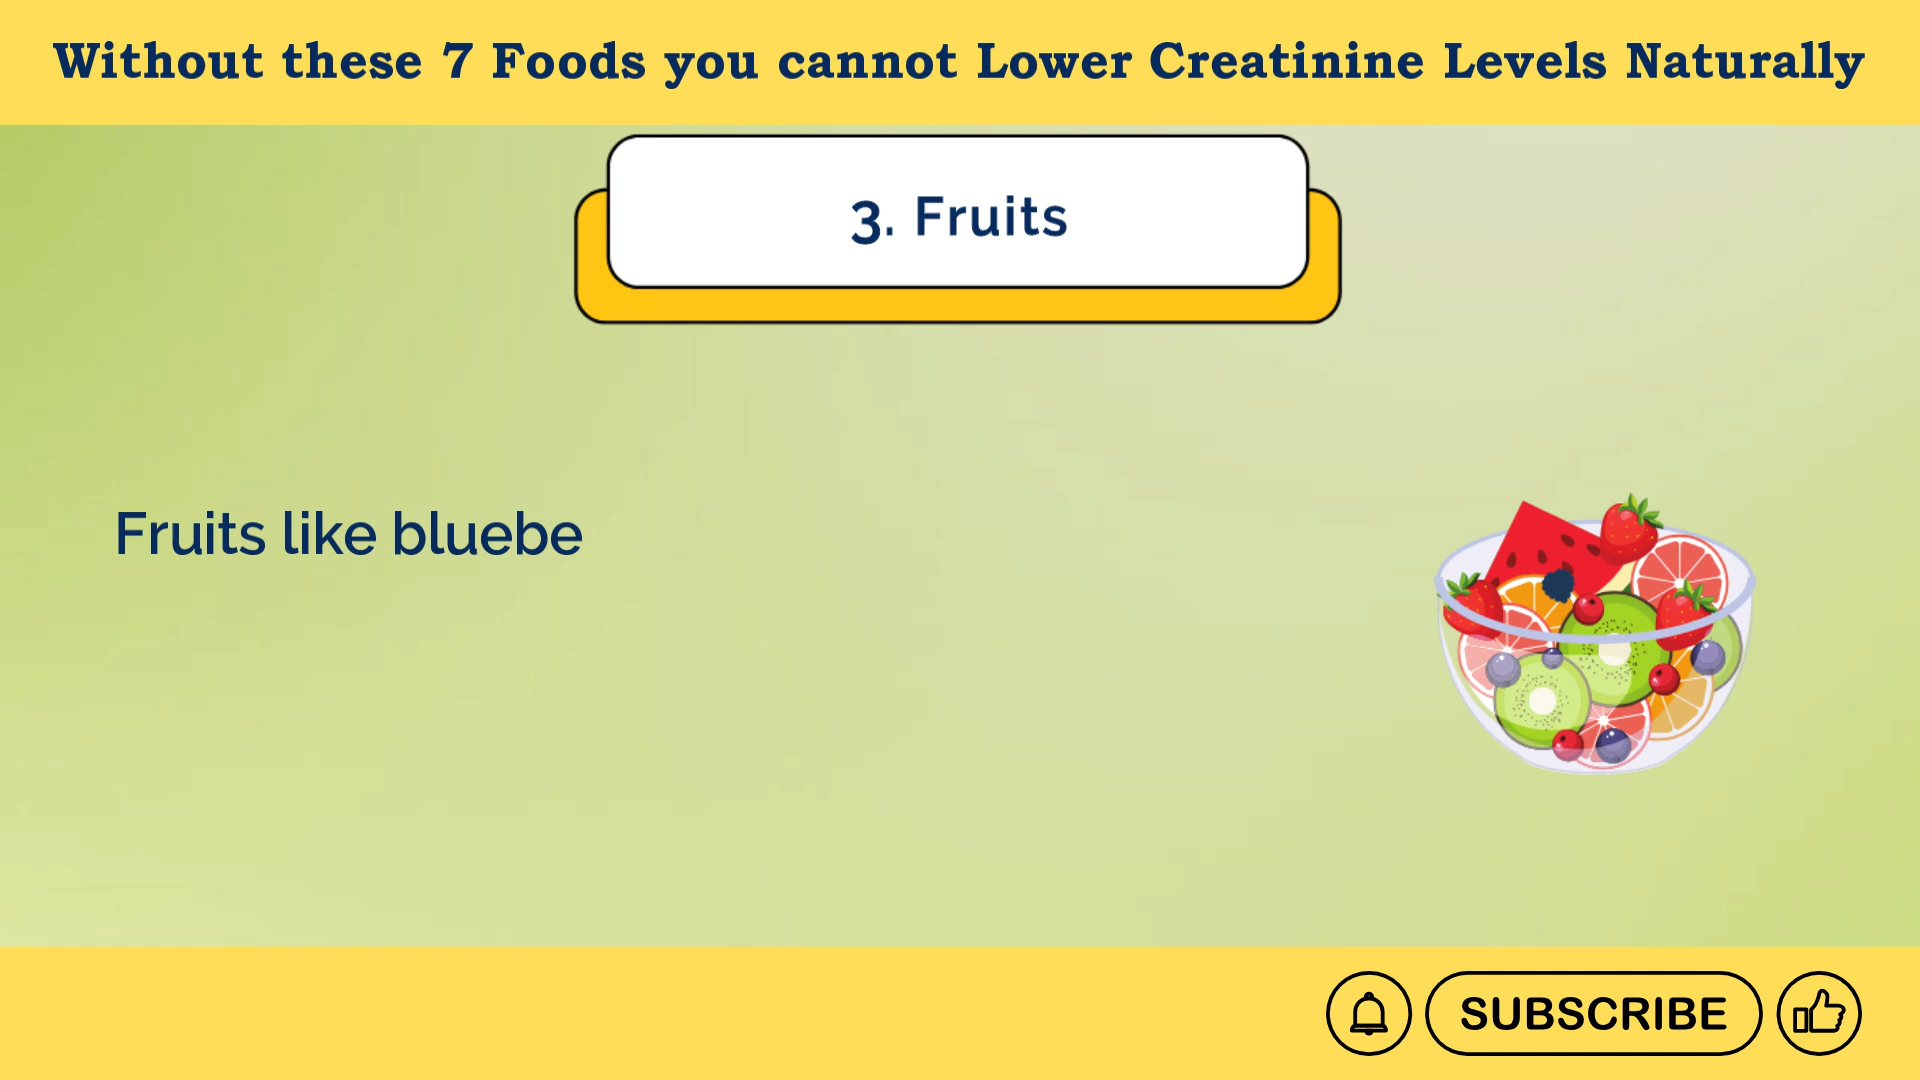 Without these 7 Foods you cannot Lower Creatinine Levels Naturally
3. Fruits
Fruits like bluebe
SUBSCRIBE